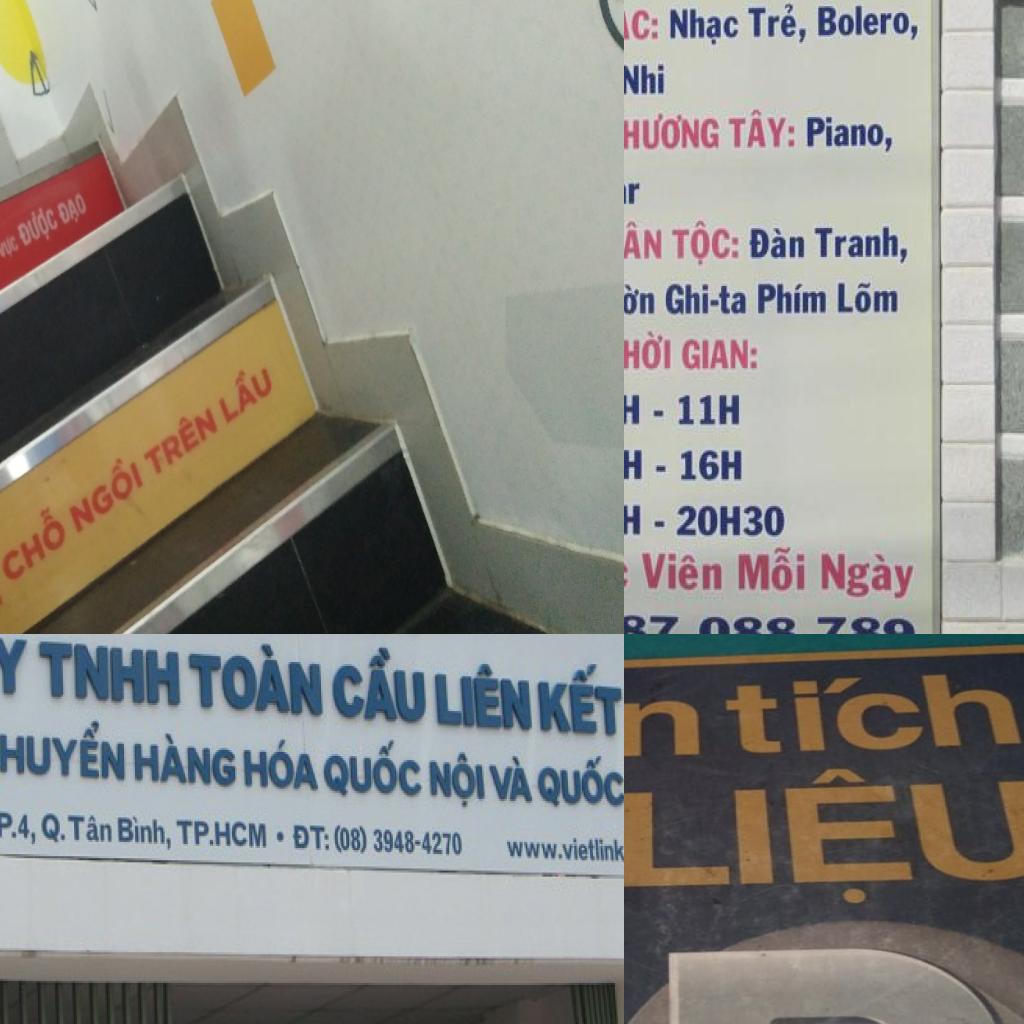 VỰC ĐƯỢC ĐẠO
CHỖ NGỒI TRÊN LẦU
ẠC: Nhạc Trẻ, Bolero,
Nhi
HƯƠNG TÂY: Piano,
ar
ÂN TỘC: Đàn Tranh,
ờn Ghi-ta Phím Lõm
HỜI GIAN:
H - 11H
H - 16H
H - 20H30
c Viên Mỗi Ngày
87 088 789
Y TNHH TOÀN CẦU LIÊN KẾT
HUYỂN HÀNG HÓA QUỐC NỘI VÀ QUỐC
P.4, Q. Tân Bình, TP.HCM • ĐT: (08) 3948-4270 www.vietlink
n tích
LIỆU